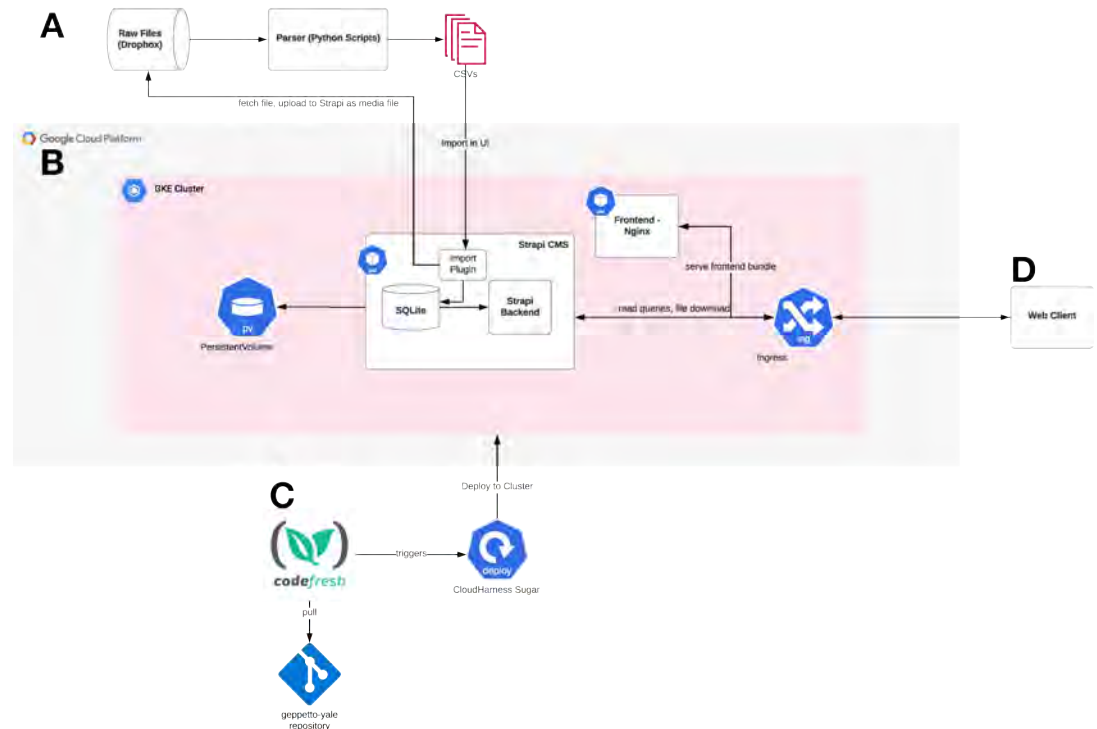 A
Raw Files
(Dropbox)
Parser (Python Scripts)
CSVs
fetch file, upload to Strapi as media file
Import in UI
Google Cloud Platform
B
GKE Cluster
Frontend -
Nginx
Strapi CMS
Import
Plugin
serve frontend bundle
D
SQLite
Strapi
Backend
read queries, file download
Web Client
pv
ing
PersistentVolume
Ingress
Deploy to Cluster
C
codefresh
triggers
deploy
CloudHarness Sugar
pull
geppetto-yale
repository